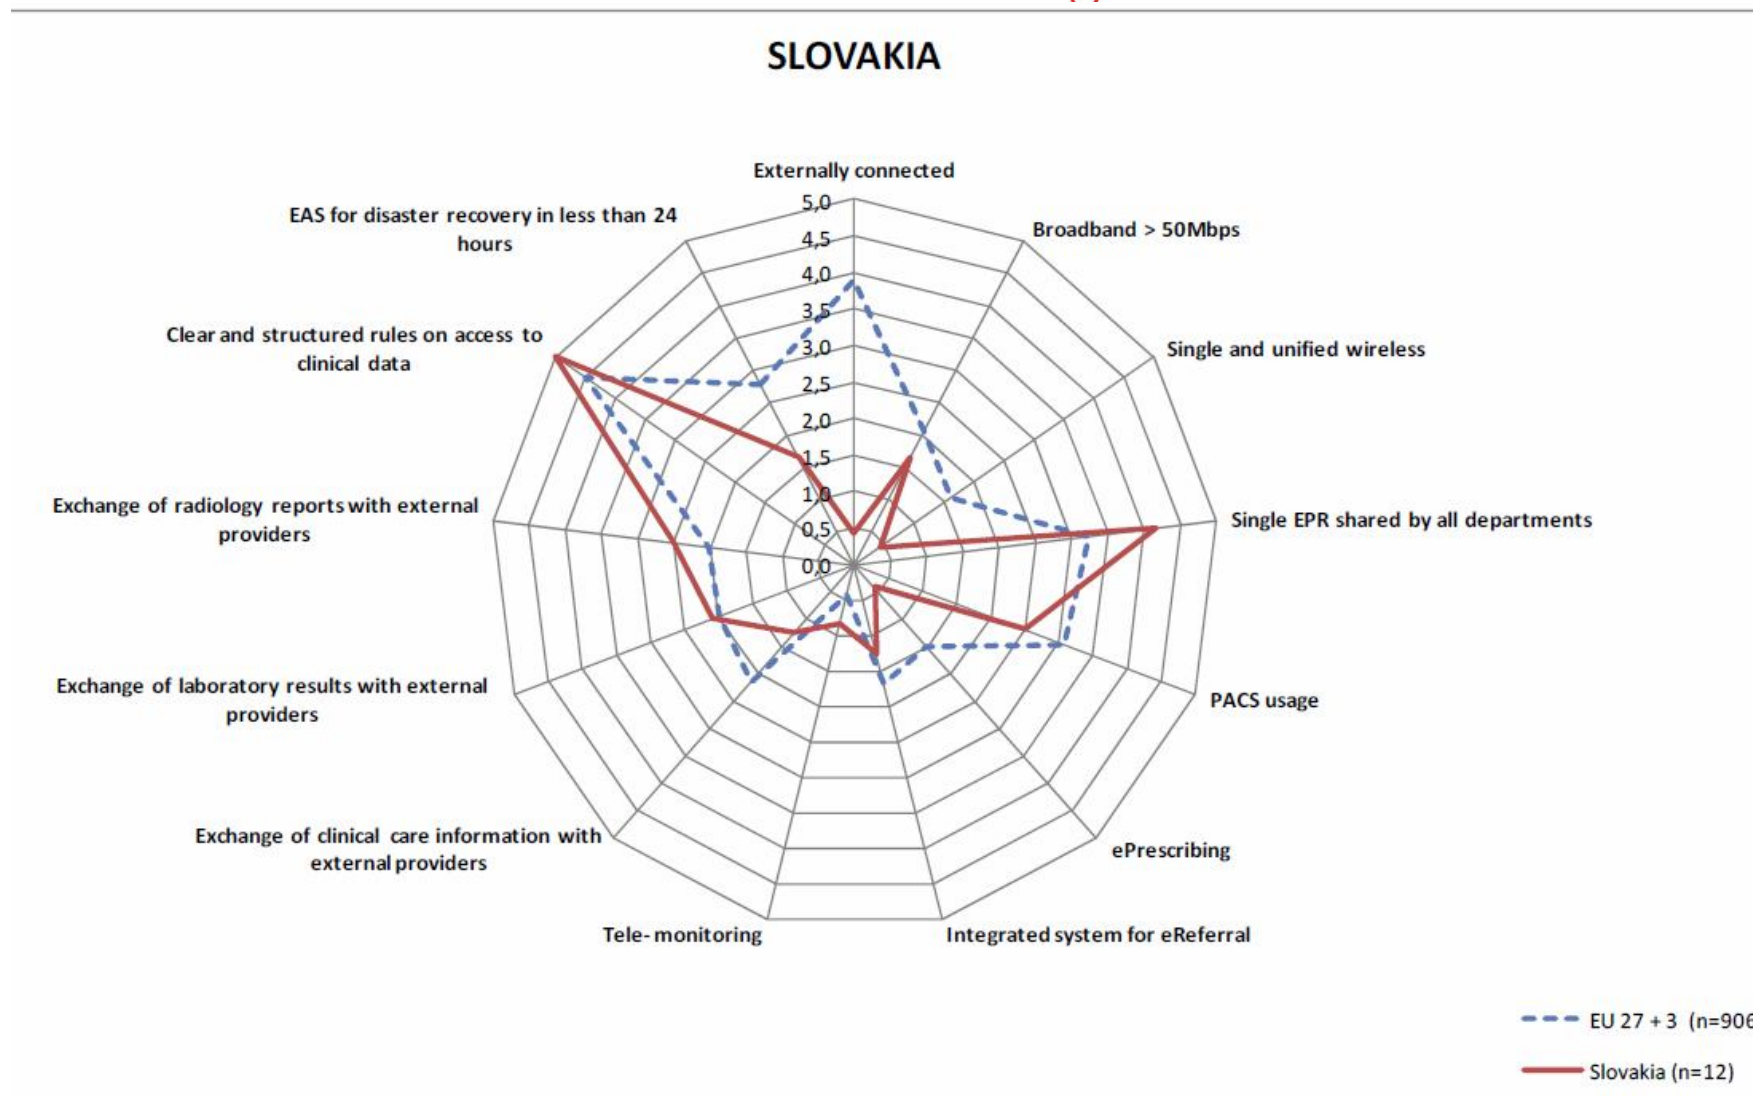 SLOVAKIA
Externally connected
EAS for disaster recovery in less than 24
hours
Broadband > 50Mbps
Clear and structured rules on access to
clinical data
Single and unified wireless
Exchange of radiology reports with external
providers
Single EPR shared by all departments
Exchange of laboratory results with external
providers
PACS usage
Exchange of clinical care information with
external providers
ePrescribing
Tele-monitoring
Integrated system for eReferral
5,0
4,5
4,0
3,5
3,0
2,5
2,0
1,5
1,0
0,5
0,0
EU 27 + 3 (n=906
Slovakia (n=12)